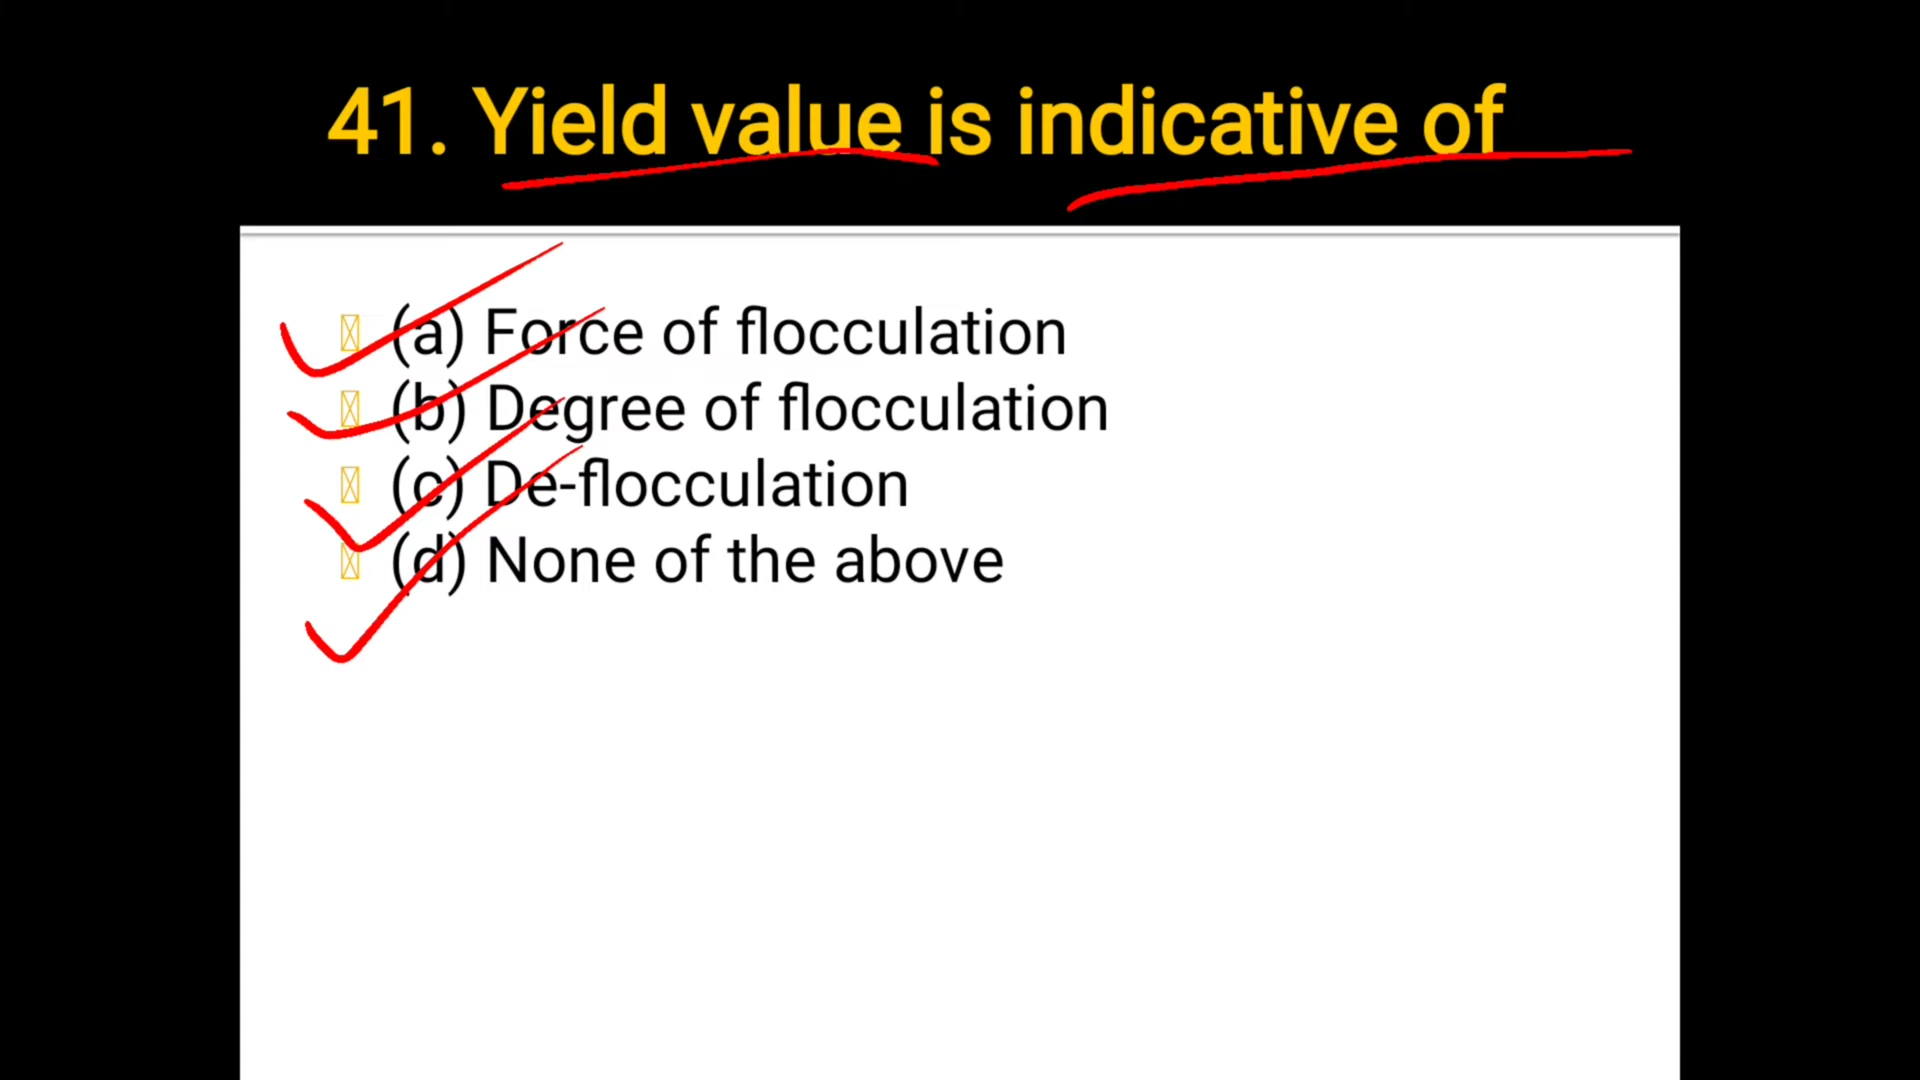 41. Yield value is indicative of
(a) Force of flocculation
(b) Degree of flocculation
(c) De-flocculation
(d) None of the above